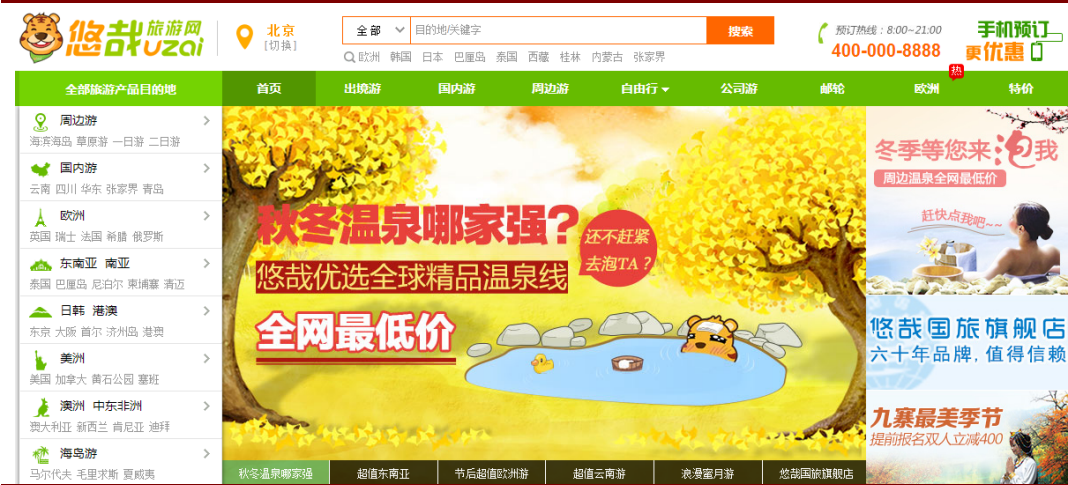 悠哉旅游网
uzai
北京
[切换]
全 部
目的地/关键字
搜索
欧洲 韩国 日本 巴厘岛 泰国 西藏 桂林 内蒙古 张家界
预订热线：8:00~21:00
400-000-8888
手机预订
更优惠
热
全部旅游产品目的地
首页 出境游 国内游 周边游 自由行 公司游 邮轮 欧洲 特价
周边游
海滨海岛 草原游 一日游 二日游
国内游
云南 四川 华东 张家界 青岛
欧洲
英国 瑞士 法国 希腊 俄罗斯
东南亚 南亚
泰国 巴厘岛 尼泊尔 柬埔寨 清迈
日韩 港澳
东京 大阪 首尔 济州岛 港澳
美洲
美国 加拿大 黄石公园 塞班
澳洲 中东非洲
澳大利亚 新西兰 肯尼亚 迪拜
海岛游
马尔代夫 毛里求斯 夏威夷
秋冬温泉哪家强?
还不赶紧
去泡TA？
悠哉优选全球精品温泉线
全网最低价
秋冬温泉哪家强 超值东南亚 节后超值欧洲游 超值云南游 浪漫蜜月游 悠哉国旅旗舰店
冬季等您来泡我
周边温泉全网最低价
赶快点我吧~~
悠哉国旅旗舰店
六十年品牌,值得信赖
九寨最美季节
提前报名双人立减400